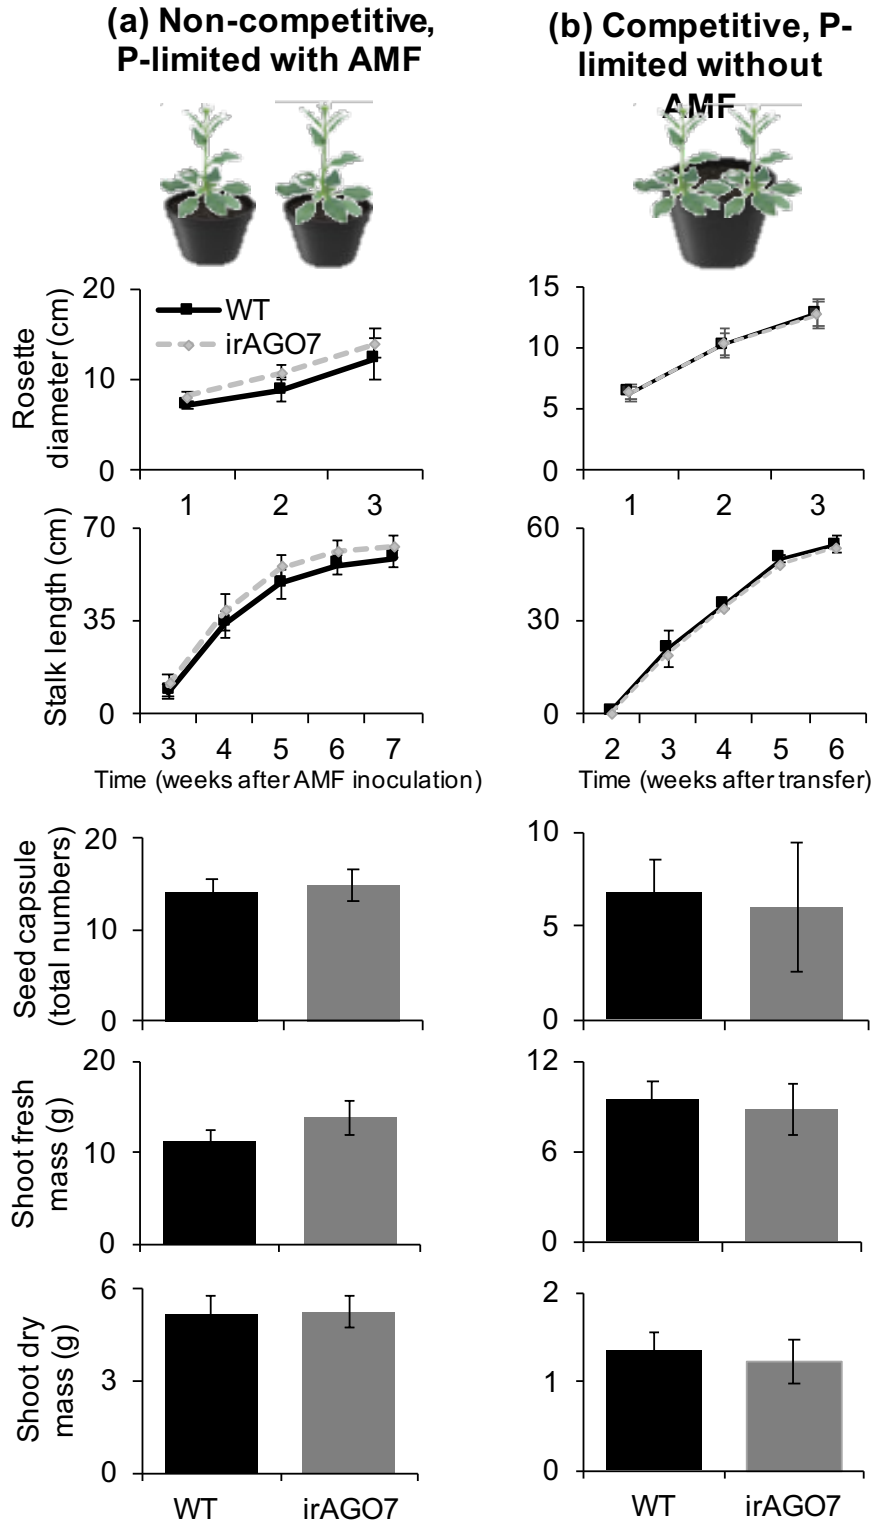 (a) Non-competitive,
P-limited with AMF
(b) Competitive, P-
limited without
AMF
Rosette
diameter (cm)
20
10
0
WT
irAGO7
1 2 3
15
10
5
0
1 2 3
Stalk length (cm)
70
35
0
3 4 5 6 7
Time (weeks after AMF inoculation)
60
30
0
2 3 4 5 6
Time (weeks after transfer)
Seed capsule
(total numbers)
20
10
0
10
5
0
Shoot fresh
mass (g)
20
10
0
12
6
0
Shoot dry
mass (g)
6
3
0
WT irAGO7
2
1
0
WT irAGO7